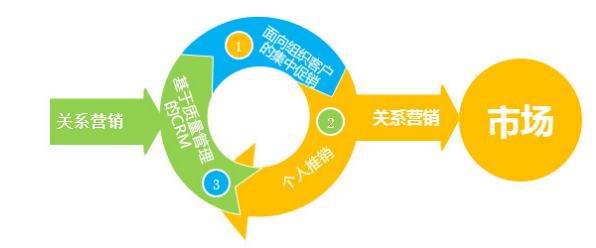 关系营销
1
面向组织客户
的集中促销
2
个人推销
3
基于质量管理
的CRM
关系营销
市场